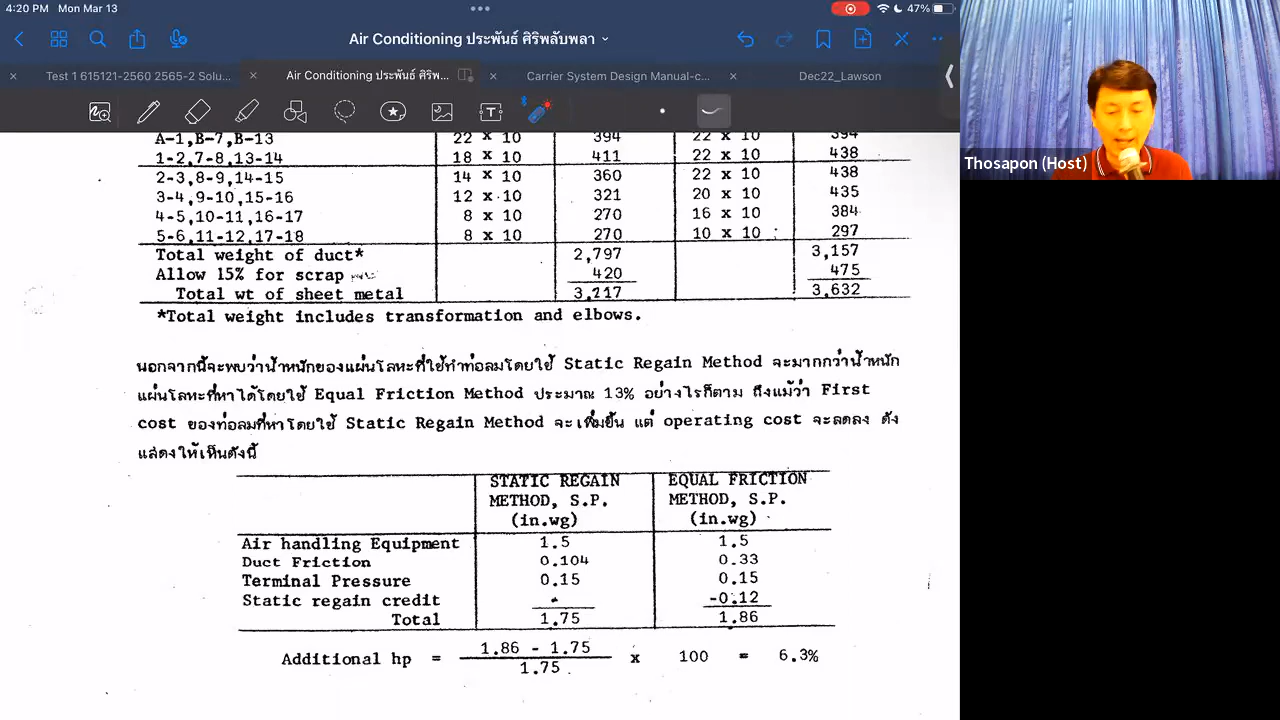 4:20 PM Mon Mar 13
47%
Air Conditioning ประพันธ์ ศิริพลับพลา
Test 1 615121-2560 2565-2 Solu...
Air Conditioning ประพันธ์ ศิริพ...
Carrier System Design Manual-c...
Dec22_Lawson
Thosapon (Host)
A-1,B-7,B-13 22 x 10 394 22 x 10 394
1-2,7-8,13-14 18 x 10 411 22 x 10 438
2-3,8-9,14-15 14 x 10 360 22 x 10 438
3-4,9-10,15-16 12 x 10 321 20 x 10 435
4-5,10-11,16-17 8 x 10 270 16 x 10 384
5-6,11-12,17-18 8 x 10 270 10 x 10 297
Total weight of duct* 2,797 3,157
Allow 15% for scrap 420 475
Total wt of sheet metal 3,217 3,632
*Total weight includes transformation and elbows.
นอกจากนี้จะพบว่าน้ำหนักของแผ่นโลหะที่ใช้ทำท่อลมโดยใช้ Static Regain Method จะมากกว่าน้ำหนัก
แผ่นโลหะที่หาได้โดยใช้ Equal Friction Method ประมาณ 13% อย่างไรก็ตาม ถึงแม้ว่า First
cost ของท่อลมที่หาโดยใช้ Static Regain Method จะเพิ่มขึ้น แต่ operating cost จะลดลง ดัง
แสดงให้เห็นดังนี้
STATIC REGAIN EQUAL FRICTION
METHOD, S.P. METHOD, S.P.
(in.wg) (in.wg)
Air handling Equipment 1.5 1.5
Duct Friction 0.104 0.33
Terminal Pressure 0.15 0.15
Static regain credit - -0.12
Total 1.75 1.86
Additional hp = 1.86 - 1.75 x 100 = 6.3%
1.75